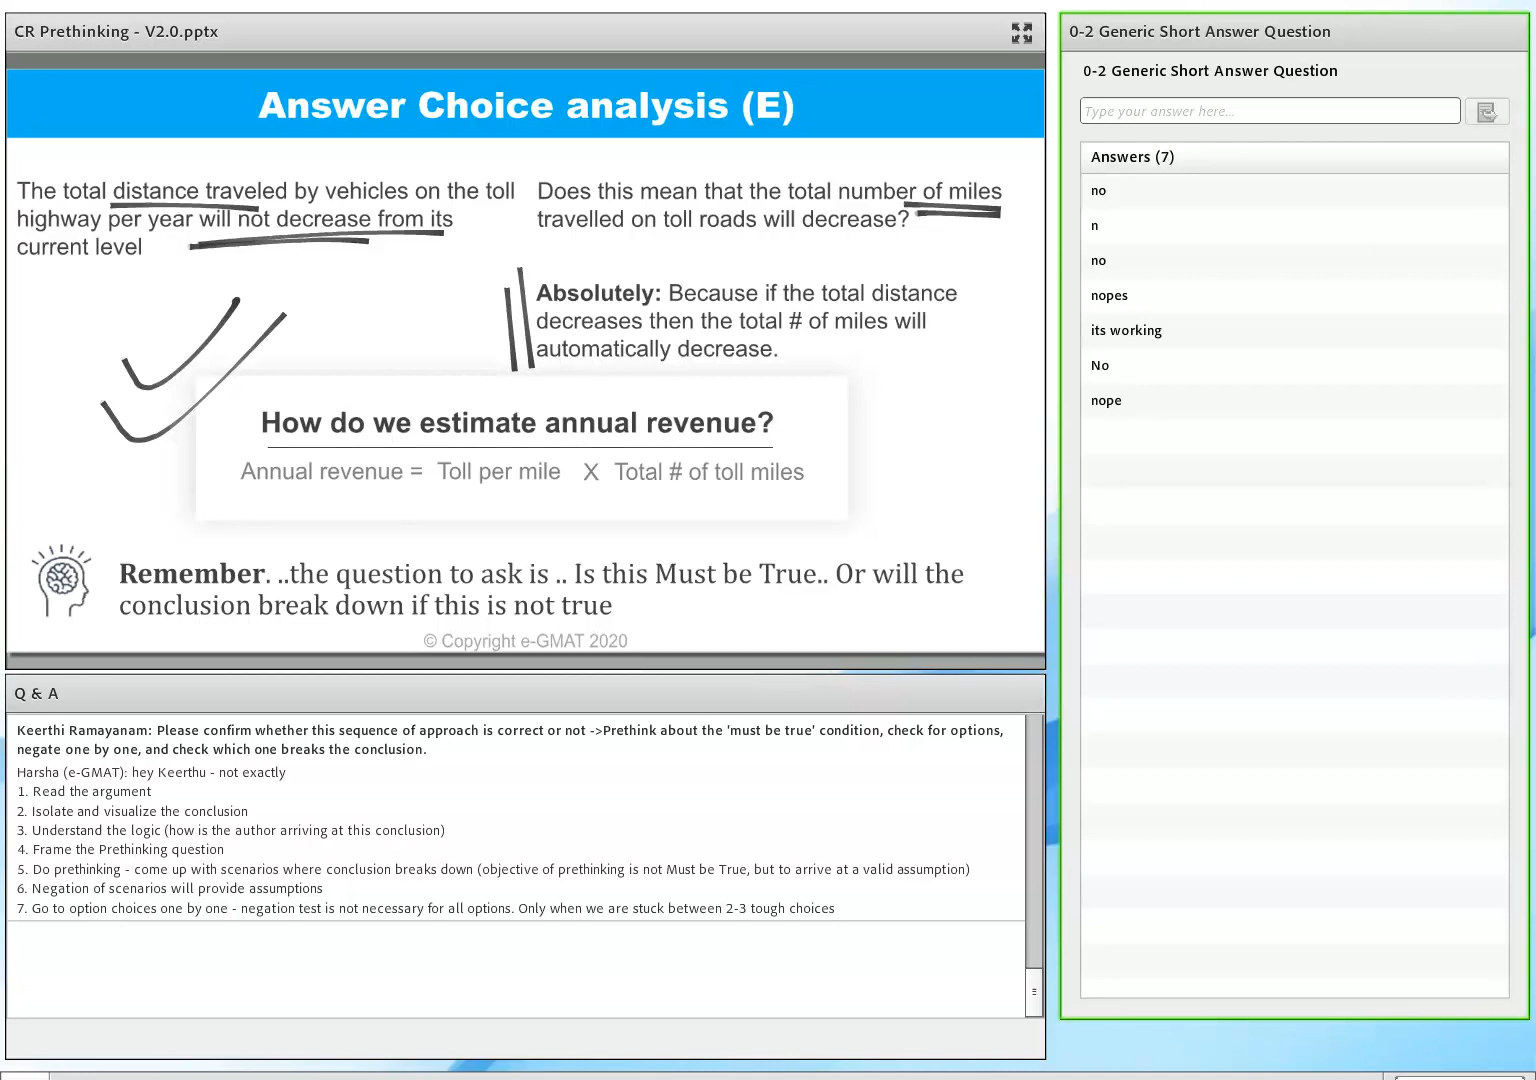 CR Prethinking - V2.0.pptx
Answer Choice analysis (E)
The total distance traveled by vehicles on the toll
highway per year will not decrease from its
current level
Does this mean that the total number of miles
travelled on toll roads will decrease?
Absolutely: Because if the total distance
decreases then the total # of miles will
automatically decrease.
How do we estimate annual revenue?
Annual revenue = Toll per mile X Total # of toll miles
Remember. ..the question to ask is .. Is this Must be True.. Or will the
conclusion break down if this is not true
© Copyright e-GMAT 2020
Q & A
Keerthi Ramayanam: Please confirm whether this sequence of approach is correct or not ->Prethink about the 'must be true' condition, check for options,
negate one by one, and check which one breaks the conclusion.
Harsha (e-GMAT): hey Keerthu - not exactly
1. Read the argument
2. Isolate and visualize the conclusion
3. Understand the logic (how is the author arriving at this conclusion)
4. Frame the Prethinking question
5. Do prethinking - come up with scenarios where conclusion breaks down (objective of prethinking is not Must be True, but to arrive at a valid assumption)
6. Negation of scenarios will provide assumptions
7. Go to option choices one by one - negation test is not necessary for all options. Only when we are stuck between 2-3 tough choices
0-2 Generic Short Answer Question
0-2 Generic Short Answer Question
Type your answer here...
Answers (7)
no
n
no
nopes
its working
No
nope